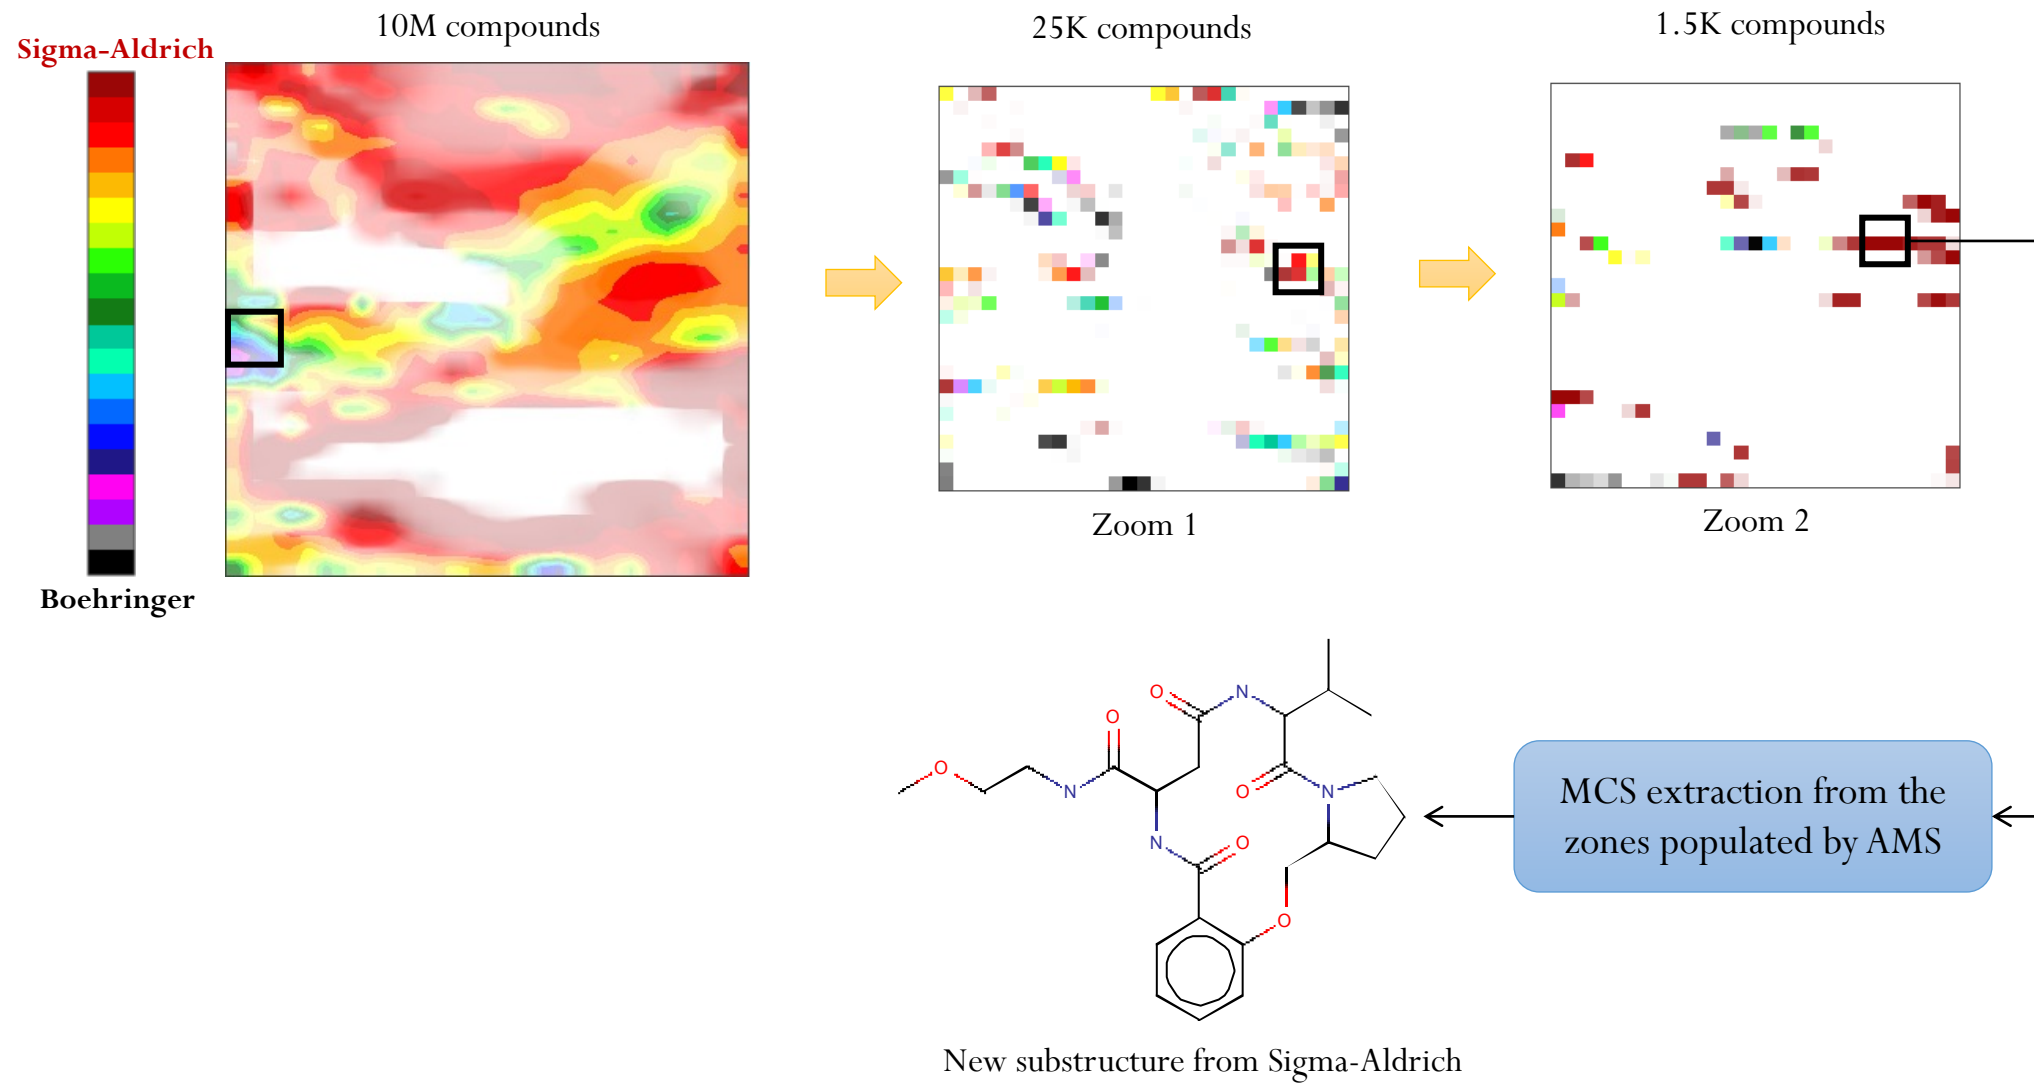 10M compounds
25K compounds
1.5K compounds
Sigma-Aldrich
Boehringer
Zoom 1
Zoom 2
O
N
O
O
N
O
N
N
O
O
MCS extraction from the
zones populated by AMS
New substructure from Sigma-Aldrich